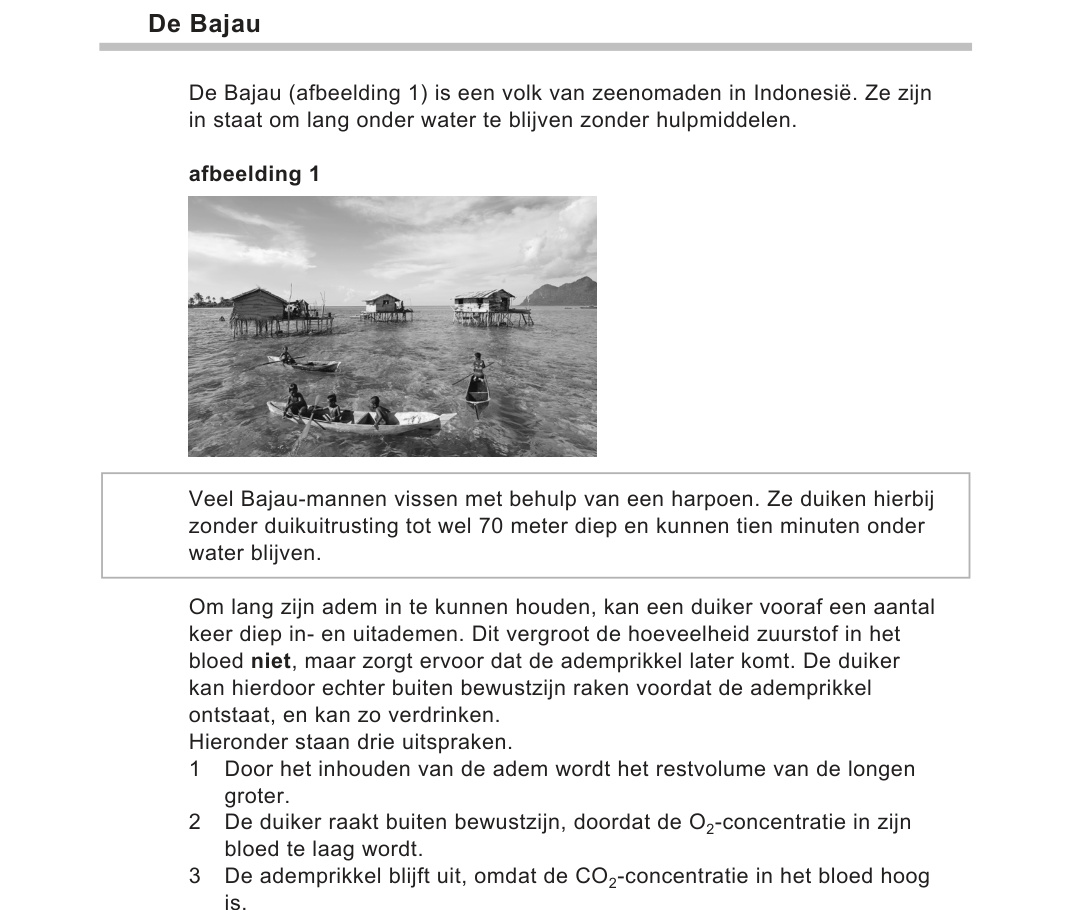 De Bajau
De Bajau (afbeelding 1) is een volk van zeenomaden in Indonesië. Ze zijn
in staat om lang onder water te blijven zonder hulpmiddelen.
afbeelding 1
Veel Bajau-mannen vissen met behulp van een harpoen. Ze duiken hierbij
zonder duikuitrusting tot wel 70 meter diep en kunnen tien minuten onder
water blijven.
Om lang zijn adem in te kunnen houden, kan een duiker vooraf een aantal
keer diep in- en uitademen. Dit vergroot de hoeveelheid zuurstof in het
bloed niet, maar zorgt ervoor dat de ademprikkel later komt. De duiker
kan hierdoor echter buiten bewustzijn raken voordat de ademprikkel
ontstaat, en kan zo verdrinken.
Hieronder staan drie uitspraken.
1 Door het inhouden van de adem wordt het restvolume van de longen
groter.
2 De duiker raakt buiten bewustzijn, doordat de O₂-concentratie in zijn
bloed te laag wordt.
3 De ademprikkel blijft uit, omdat de CO₂-concentratie in het bloed hoog
is.